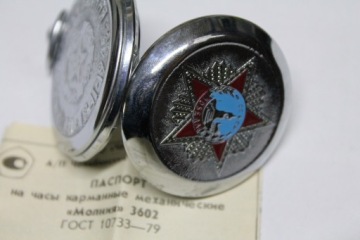 ПАСПОРТ
на часы карманные механические
«Молния» 3602
ГОСТ 10733—79